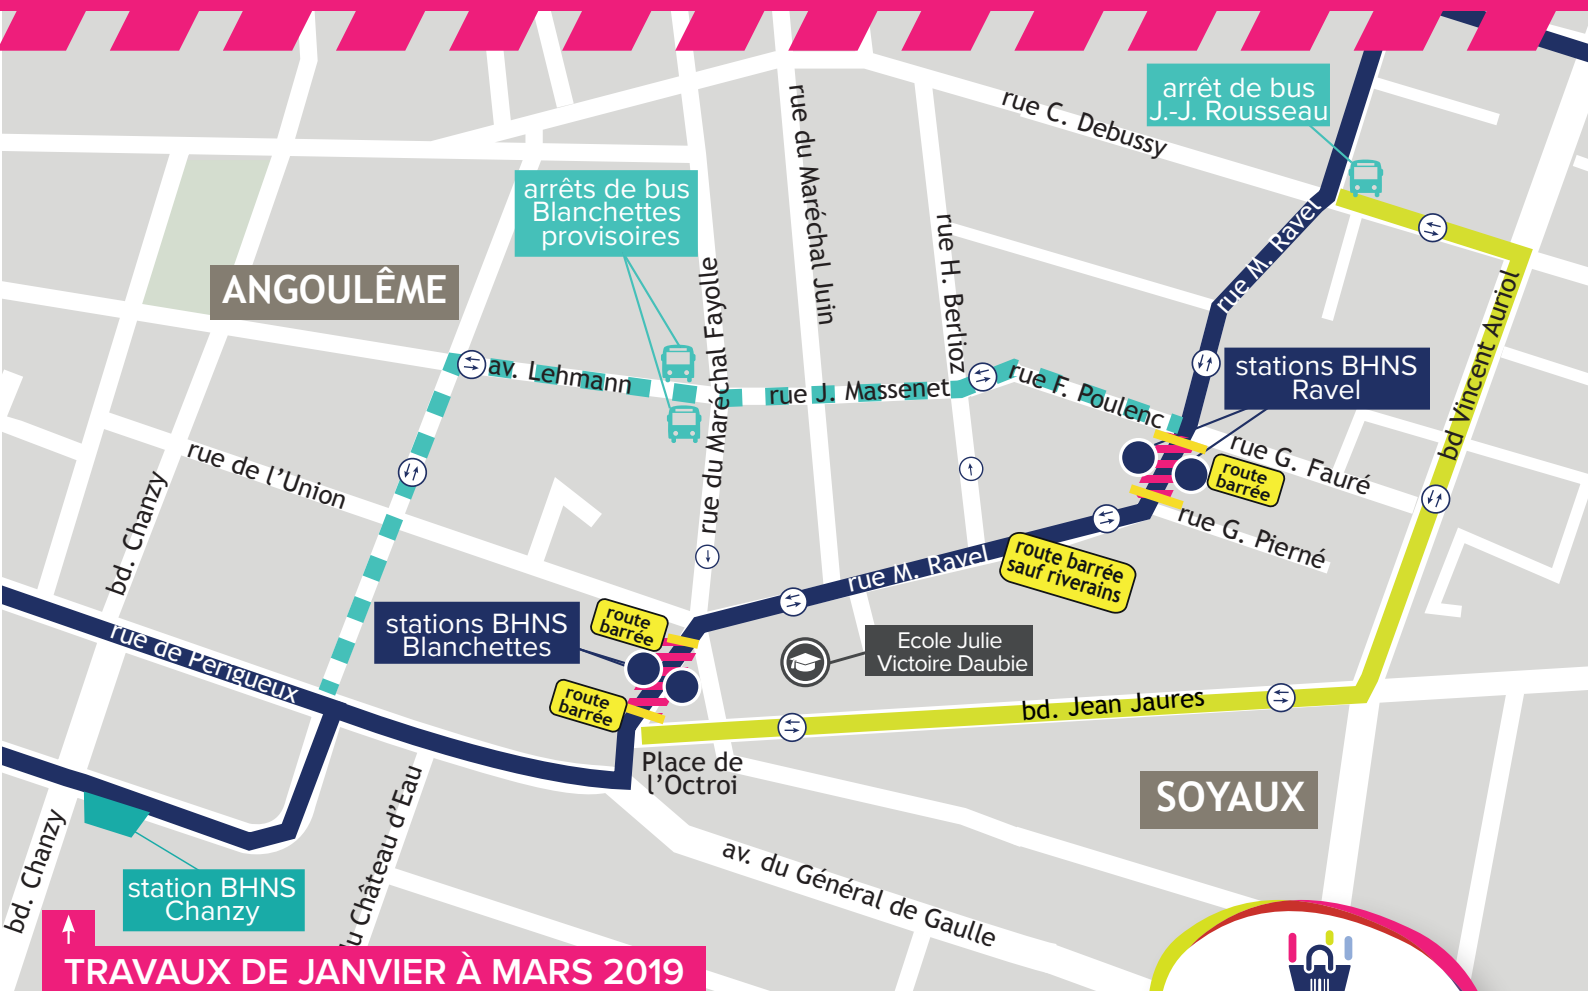 arrêt de bus
J.-J. Rousseau
rue C. Debussy
rue du Maréchal Juin
arrêts de bus
Blanchettes
provisoires
rue H. Berlioz
rue M. Ravel
ANGOULÊME
rue du Maréchal Fayolle
bd Vincent Auriol
av. Lehmann
rue J. Massenet
rue F. Poulenc
stations BHNS
Ravel
rue G. Fauré
route
barrée
rue de l'Union
bd. Chanzy
rue G. Pierné
route barrée
sauf riverains
rue M. Ravel
stations BHNS
Blanchettes
route
barrée
route
barrée
Ecole Julie
Victoire Daubie
rue de Périgueux
bd. Jean Jaures
Place de
l'Octroi
SOYAUX
bd. Chanzy
u Château d'Eau
av. du Général de Gaulle
station BHNS
Chanzy
TRAVAUX DE JANVIER À MARS 2019